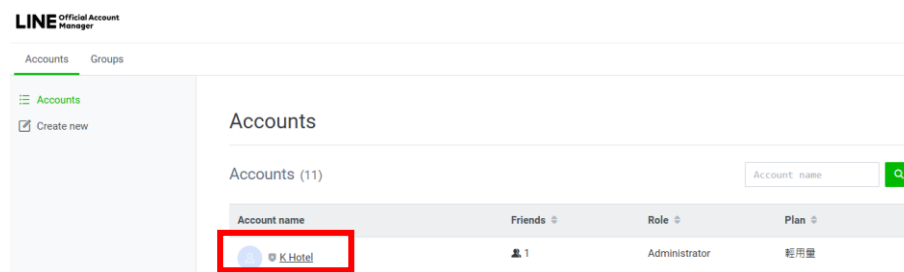 LINE Official Account Manager
Accounts Groups
Accounts
Create new
Accounts
Accounts (11)
Account name
Account name Friends Role Plan
K.Hotel 1 Administrator 輕用量